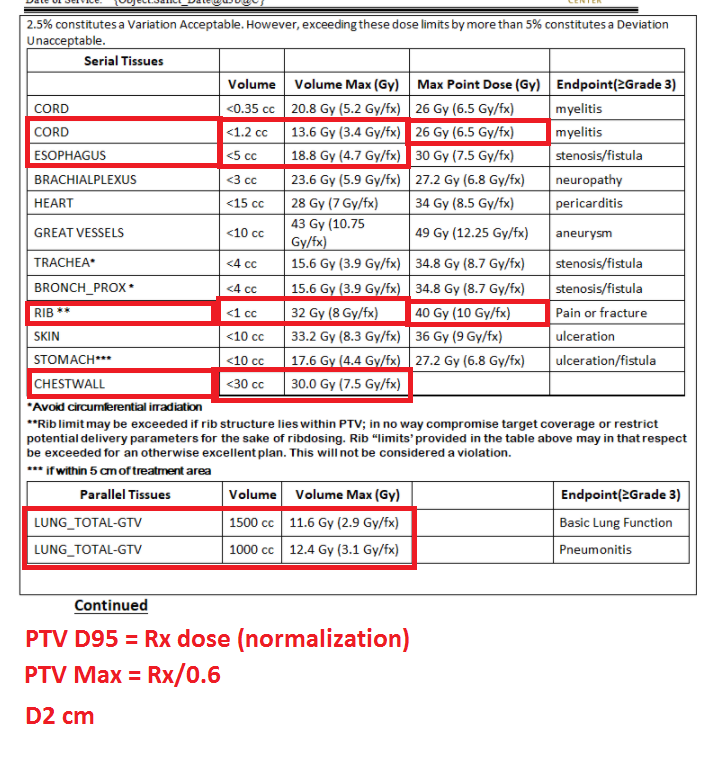 Date of Service: {Object.Sanct_Date@d30@C}
CENTER
2.5% constitutes a Variation Acceptable. However, exceeding these dose limits by more than 5% constitutes a Deviation
Unacceptable.
Serial Tissues
Volume Volume Max (Gy) Max Point Dose (Gy) Endpoint(≥Grade 3)
CORD <0.35 cc 20.8 Gy (5.2 Gy/fx) 26 Gy (6.5 Gy/fx) myelitis
CORD <1.2 cc 13.6 Gy (3.4 Gy/fx) 26 Gy (6.5 Gy/fx) myelitis
ESOPHAGUS <5 cc 18.8 Gy (4.7 Gy/fx) 30 Gy (7.5 Gy/fx) stenosis/fistula
BRACHIALPLEXUS <3 cc 23.6 Gy (5.9 Gy/fx) 27.2 Gy (6.8 Gy/fx) neuropathy
HEART <15 cc 28 Gy (7 Gy/fx) 34 Gy (8.5 Gy/fx) pericarditis
GREAT VESSELS <10 cc 43 Gy (10.75 Gy/fx) 49 Gy (12.25 Gy/fx) aneurysm
TRACHEA* <4 cc 15.6 Gy (3.9 Gy/fx) 34.8 Gy (8.7 Gy/fx) stenosis/fistula
BRONCH_PROX * <4 cc 15.6 Gy (3.9 Gy/fx) 34.8 Gy (8.7 Gy/fx) stenosis/fistula
RIB ** <1 cc 32 Gy (8 Gy/fx) 40 Gy (10 Gy/fx) Pain or fracture
SKIN <10 cc 33.2 Gy (8.3 Gy/fx) 36 Gy (9 Gy/fx) ulceration
STOMACH*** <10 cc 17.6 Gy (4.4 Gy/fx) 27.2 Gy (6.8 Gy/fx) ulceration/fistula
CHESTWALL <30 cc 30.0 Gy (7.5 Gy/fx)
*Avoid circumferential irradiation
**Rib limit may be exceeded if rib structure lies within PTV; in no way compromise target coverage or restrict
potential delivery parameters for the sake of ribdosing. Rib “limits’ provided in the table above may in that respect
be exceeded for an otherwise excellent plan. This will not be considered a violation.
*** if within 5 cm of treatment area
Parallel Tissues Volume Volume Max (Gy) Endpoint(≥Grade 3)
LUNG_TOTAL-GTV 1500 cc 11.6 Gy (2.9 Gy/fx) Basic Lung Function
LUNG_TOTAL-GTV 1000 cc 12.4 Gy (3.1 Gy/fx) Pneumonitis
Continued
PTV D95 = Rx dose (normalization)
PTV Max = Rx/0.6
D2 cm